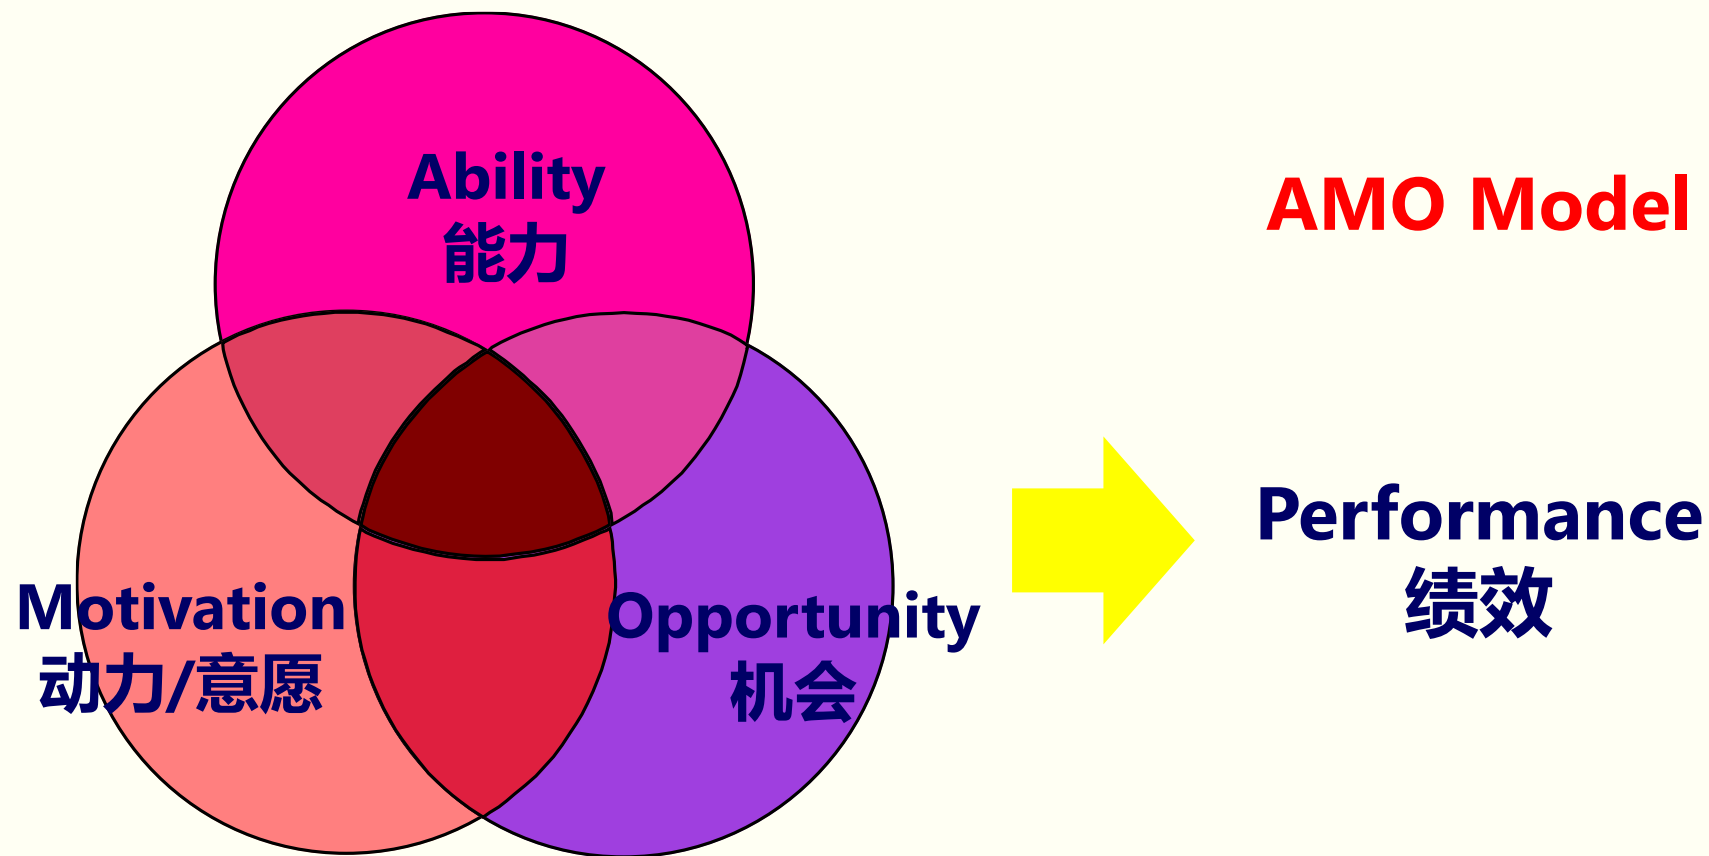 Ability
能力
AMO Model
Motivation
动力/意愿
Opportunity
机会
Performance
绩效